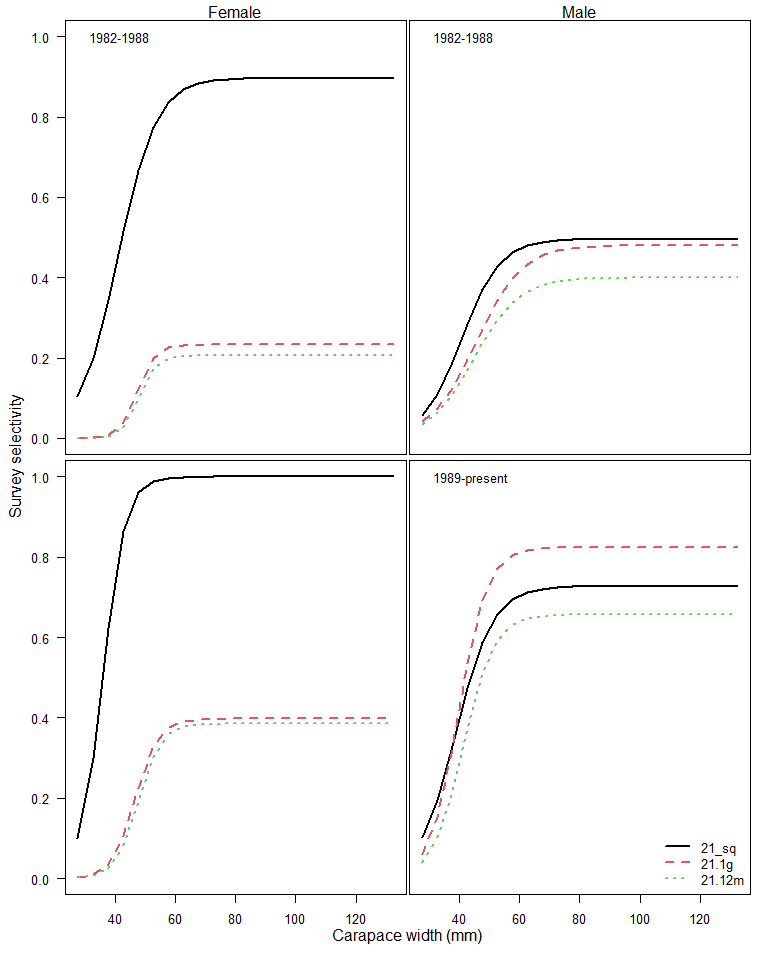 Female Male
1982-1988 1982-1988
1.0
0.8
0.6
0.4
0.2
0.0
Survey selectivity
1989-present
1.0
0.8
0.6
0.4
0.2
0.0
21_sq
21.1g
21.12m
40 60 80 100 120 40 60 80 100 120
Carapace width (mm)